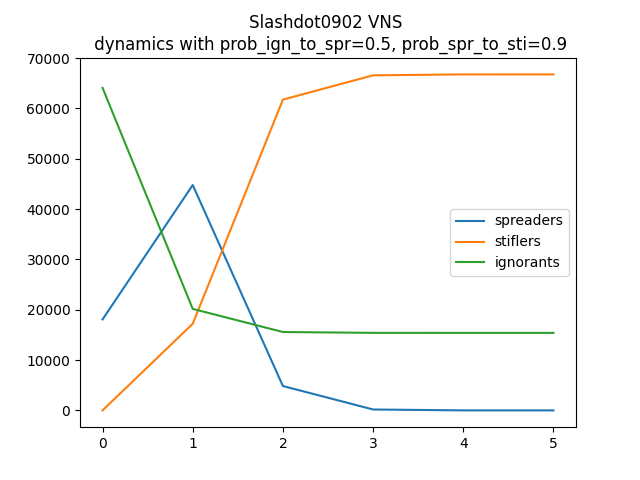 Slashdot0902 VNS
dynamics with prob_ign_to_spr=0.5, prob_spr_to_sti=0.9
70000
60000
50000
40000
30000
20000
10000
0
spreaders
stiflers
ignorants
0 1 2 3 4 5